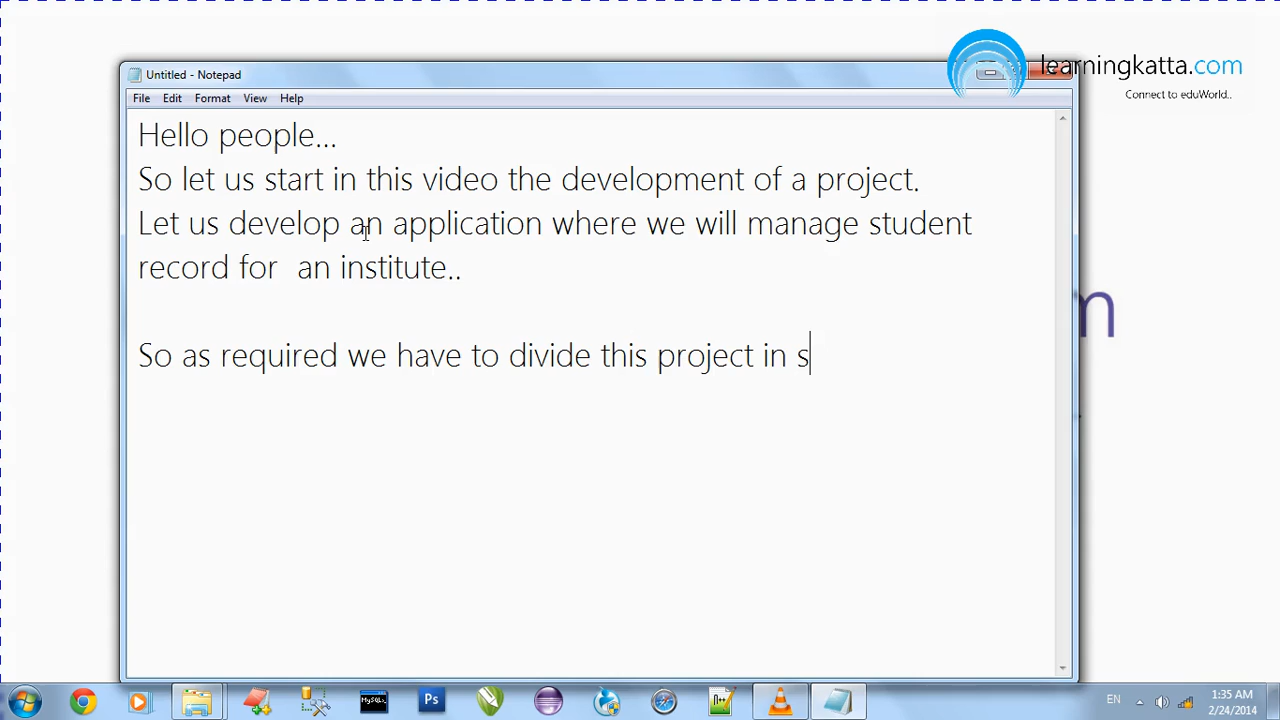 learningkatta.com
Connect to eduWorld..
Untitled - Notepad
File Edit Format View Help
Hello people...
So let us start in this video the development of a project.
Let us develop an application where we will manage student
record for  an institute..
So as required we have to divide this project in s
m
MySQL
Ps
n++
EN
1:35 AM
2/24/2014